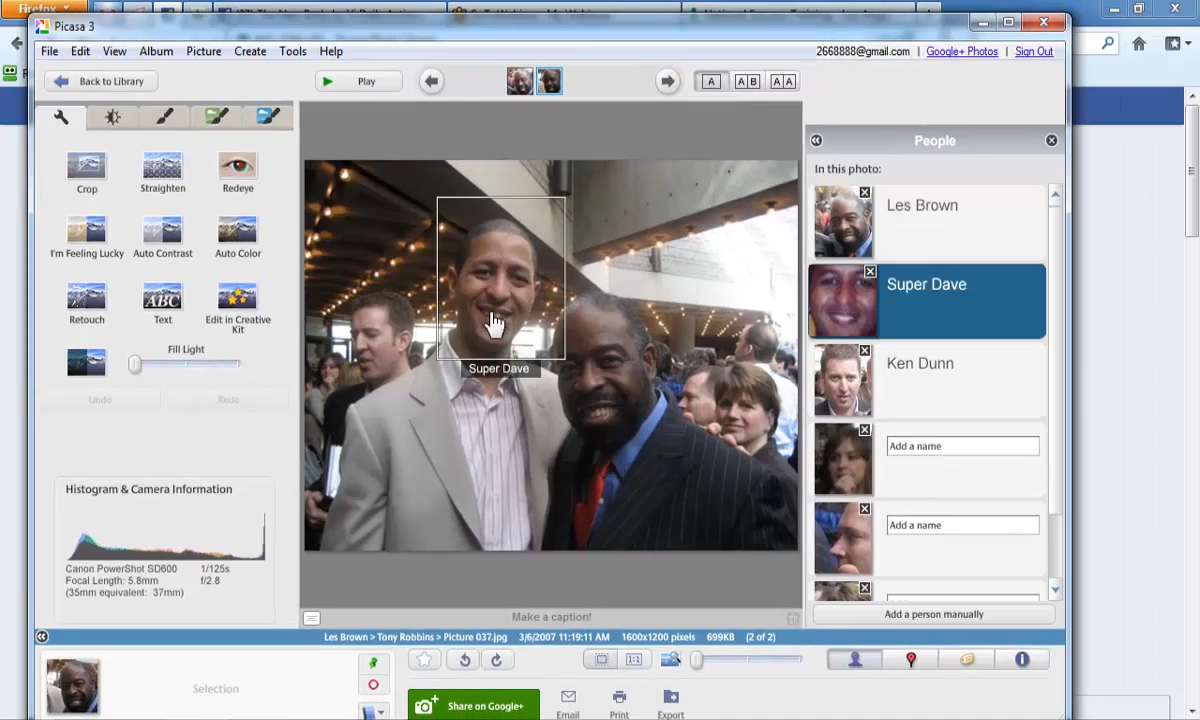 Firefox
Picasa 3
File Edit View Album Picture Create Tools Help
2668888@gmail.com | Google+ Photos | Sign Out
Back to Library
Play
A
A B
A A
People
In this photo:
Crop
Straighten
Redeye
Les Brown
I'm Feeling Lucky
Auto Contrast
Auto Color
Super Dave
ABC
Retouch
Text
Edit in Creative
Kit
Fill Light
Super Dave
Ken Dunn
Undo
Redo
Add a name
Histogram & Camera Information
Add a name
Canon PowerShot SD600 1/125s
Focal Length: 5.8mm f/2.8
(35mm equivalent: 37mm)
Make a caption!
Add a person manually
Les Brown > Tony Robbins > Picture 037.jpg 3/6/2007 11:19:11 AM 1600x1200 pixels 699KB (2 of 2)
1:1
Selection
Share on Google+
Email
Print
Export